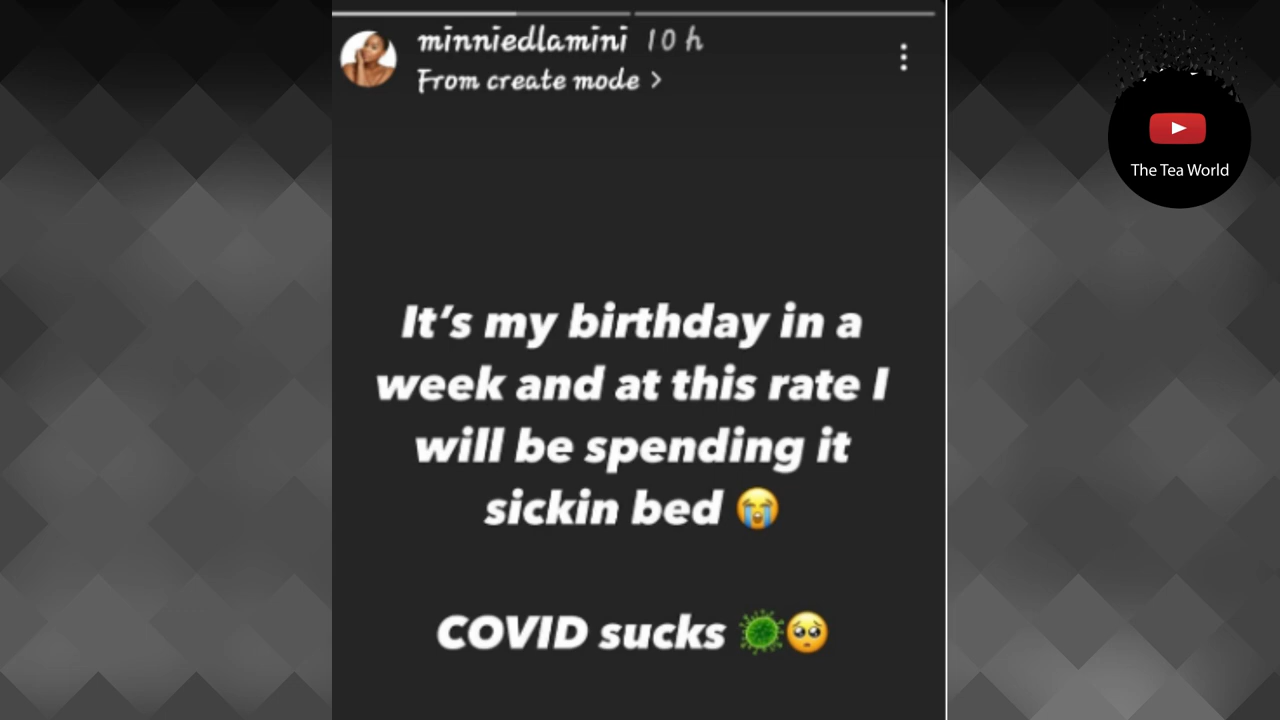 minniedlamini 10 h
From create mode >
The Tea World
It's my birthday in a
week and at this rate I
will be spending it
sickin bed 😭
COVID sucks 🦠🥺